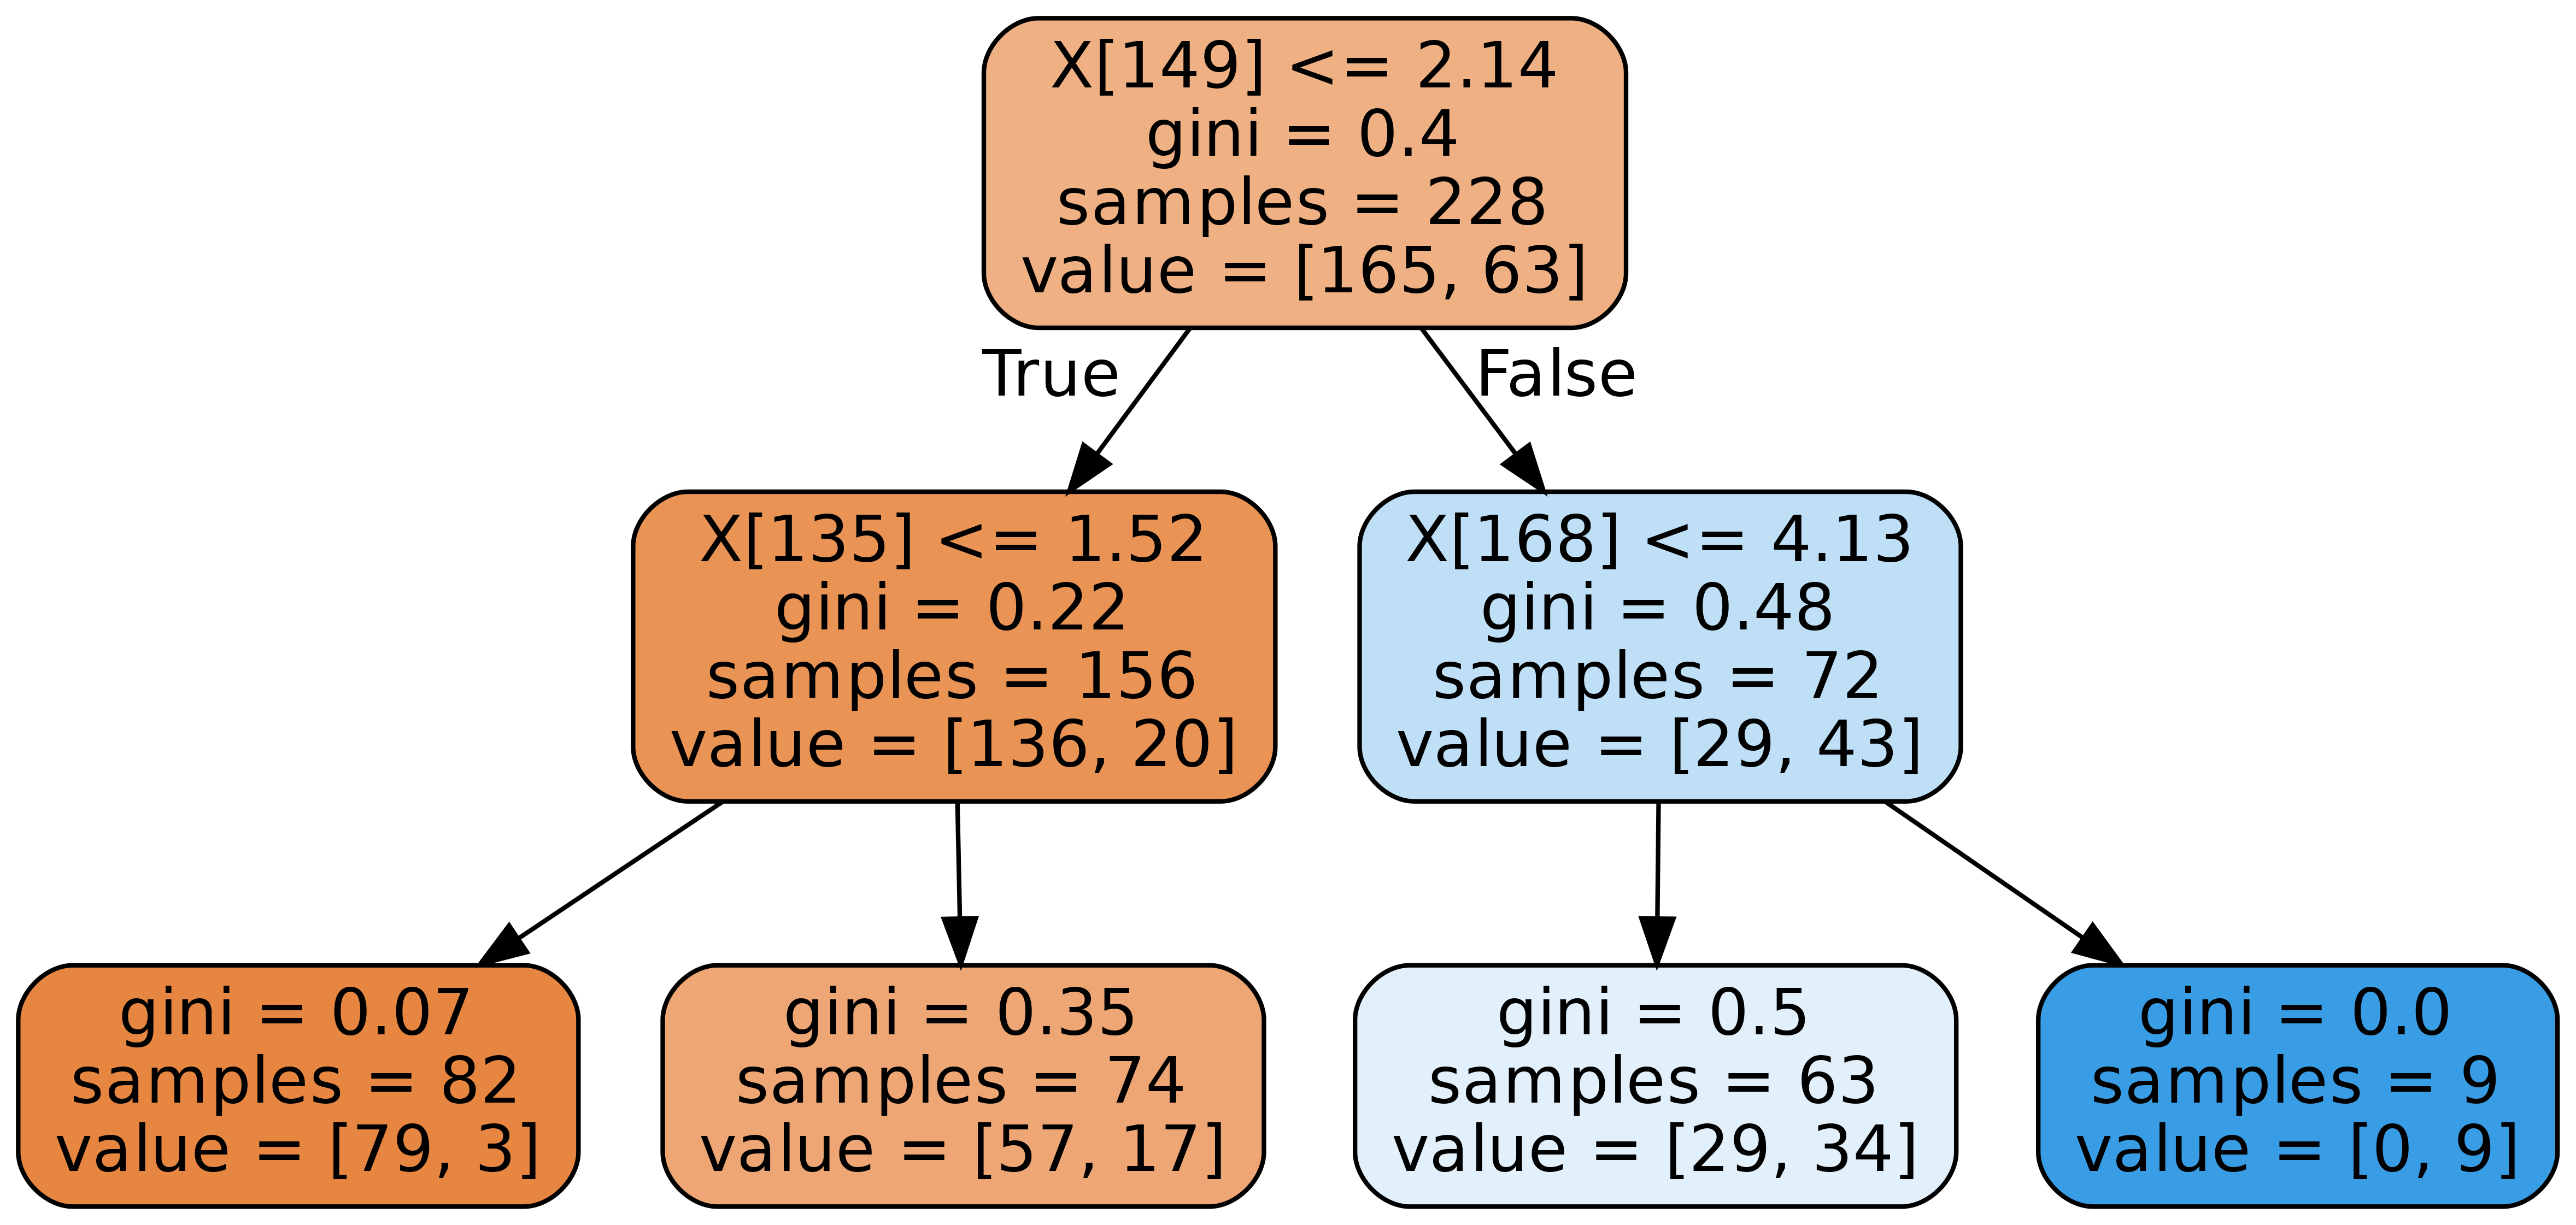 X[149] <= 2.14
gini = 0.4
samples = 228
value = [165, 63]
True
False
X[135] <= 1.52
gini = 0.22
samples = 156
value = [136, 20]
X[168] <= 4.13
gini = 0.48
samples = 72
value = [29, 43]
gini = 0.07
samples = 82
value = [79, 3]
gini = 0.35
samples = 74
value = [57, 17]
gini = 0.5
samples = 63
value = [29, 34]
gini = 0.0
samples = 9
value = [0, 9]